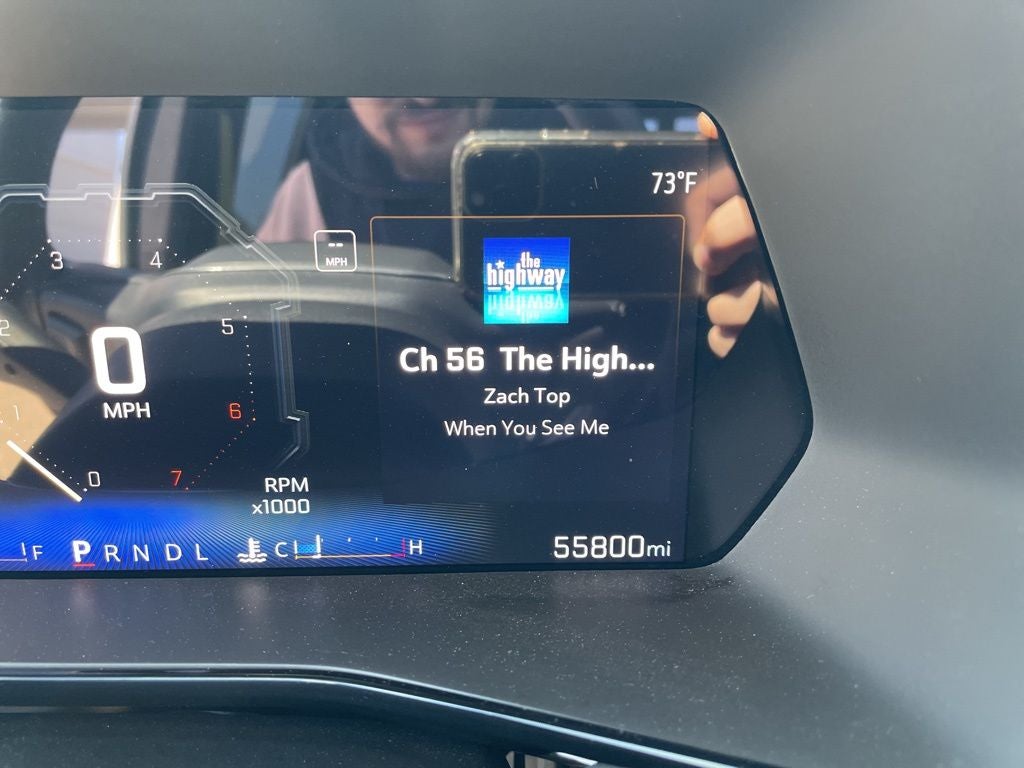 73°F
--
MPH
the
highway
3
4
2
5
0
MPH
1
6
0
7
RPM
x1000
Ch 56 The High...
Zach Top
When You See Me
F
P R N D L
C
H
55800mi